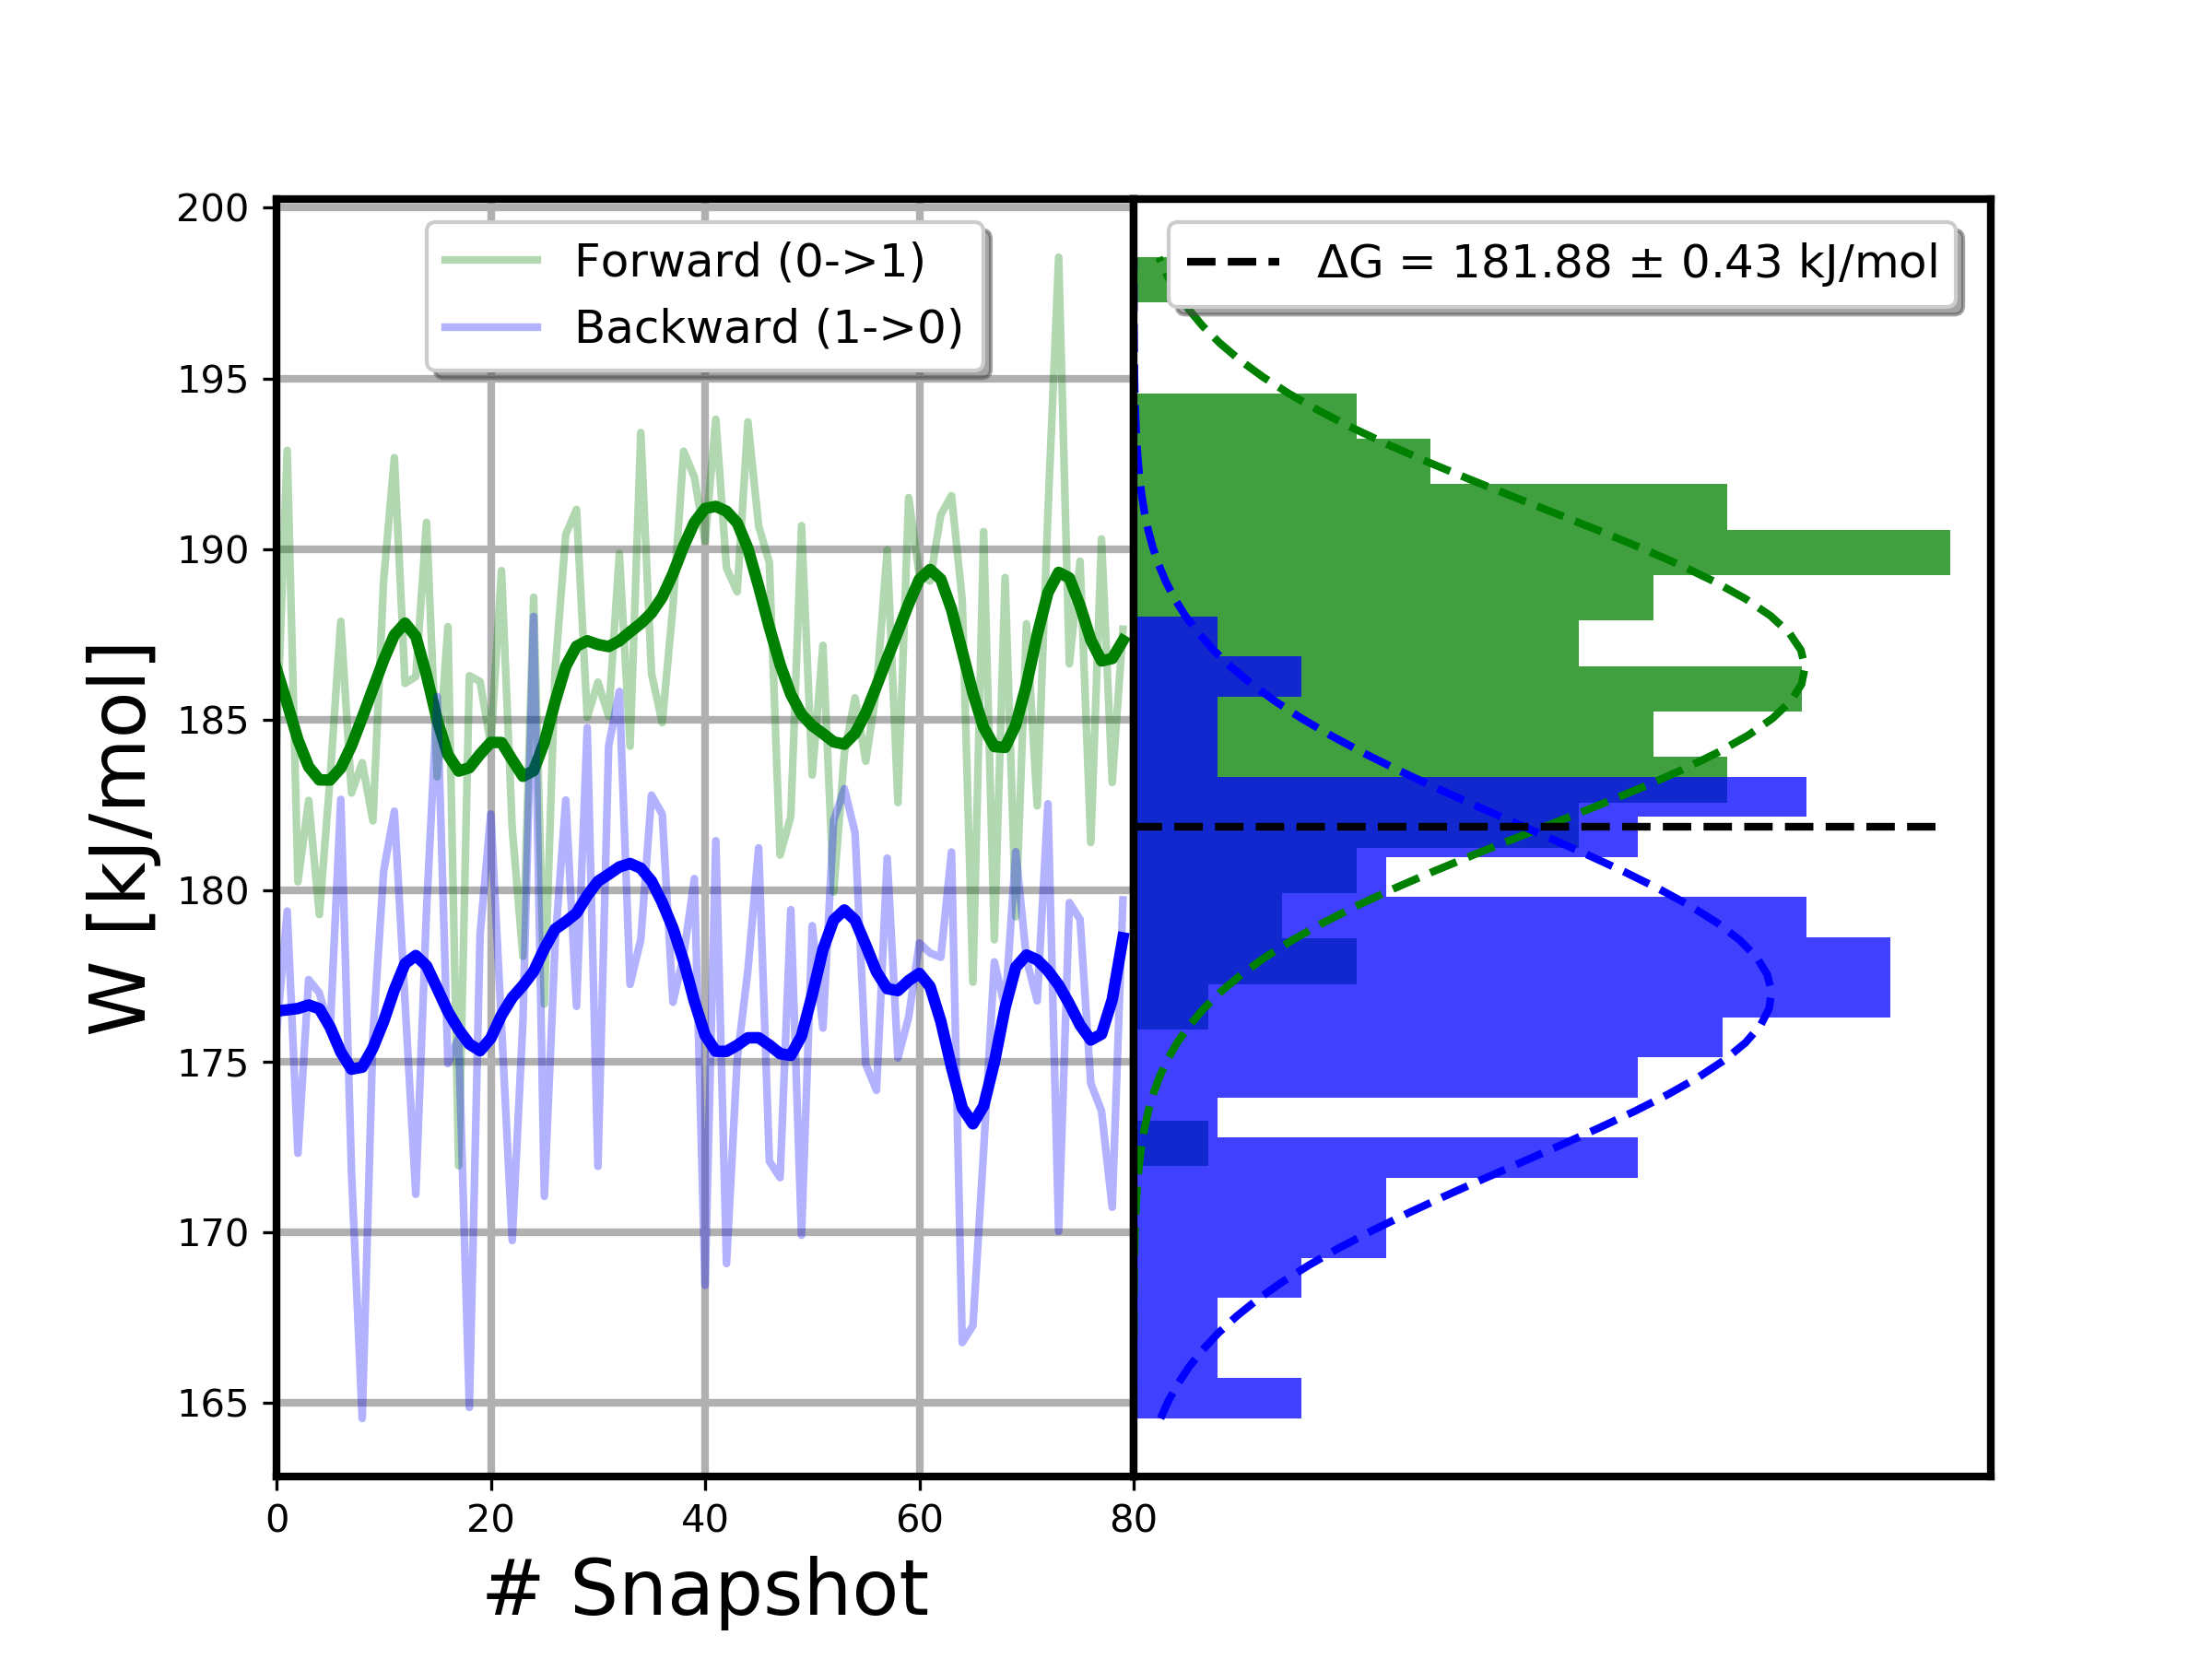 Forward (0->1)
Backward (1->0)
ΔG = 181.88 ± 0.43 kJ/mol
200
195
190
185
180
175
170
165
W [kJ/mol]
0 20 40 60 80
# Snapshot